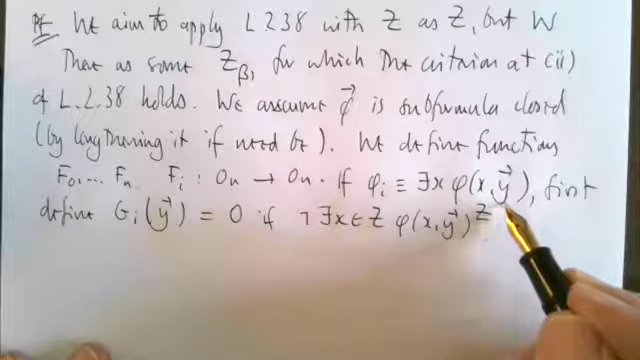 Pf We aim to apply L 2.38 with Z as Z, but W
there as some Z_β, for which the criterion at (ii)
of L.2.38 holds. We assume φ⃗ is subformula closed
(by lengthening it if need be). We define functions
F₀,... Fₙ Fᵢ : On → On. If φᵢ ≡ ∃x φ(x,y⃗), first
define Gᵢ(y⃗) = 0 if ¬∃x∈Z φ(x,y⃗)^Z